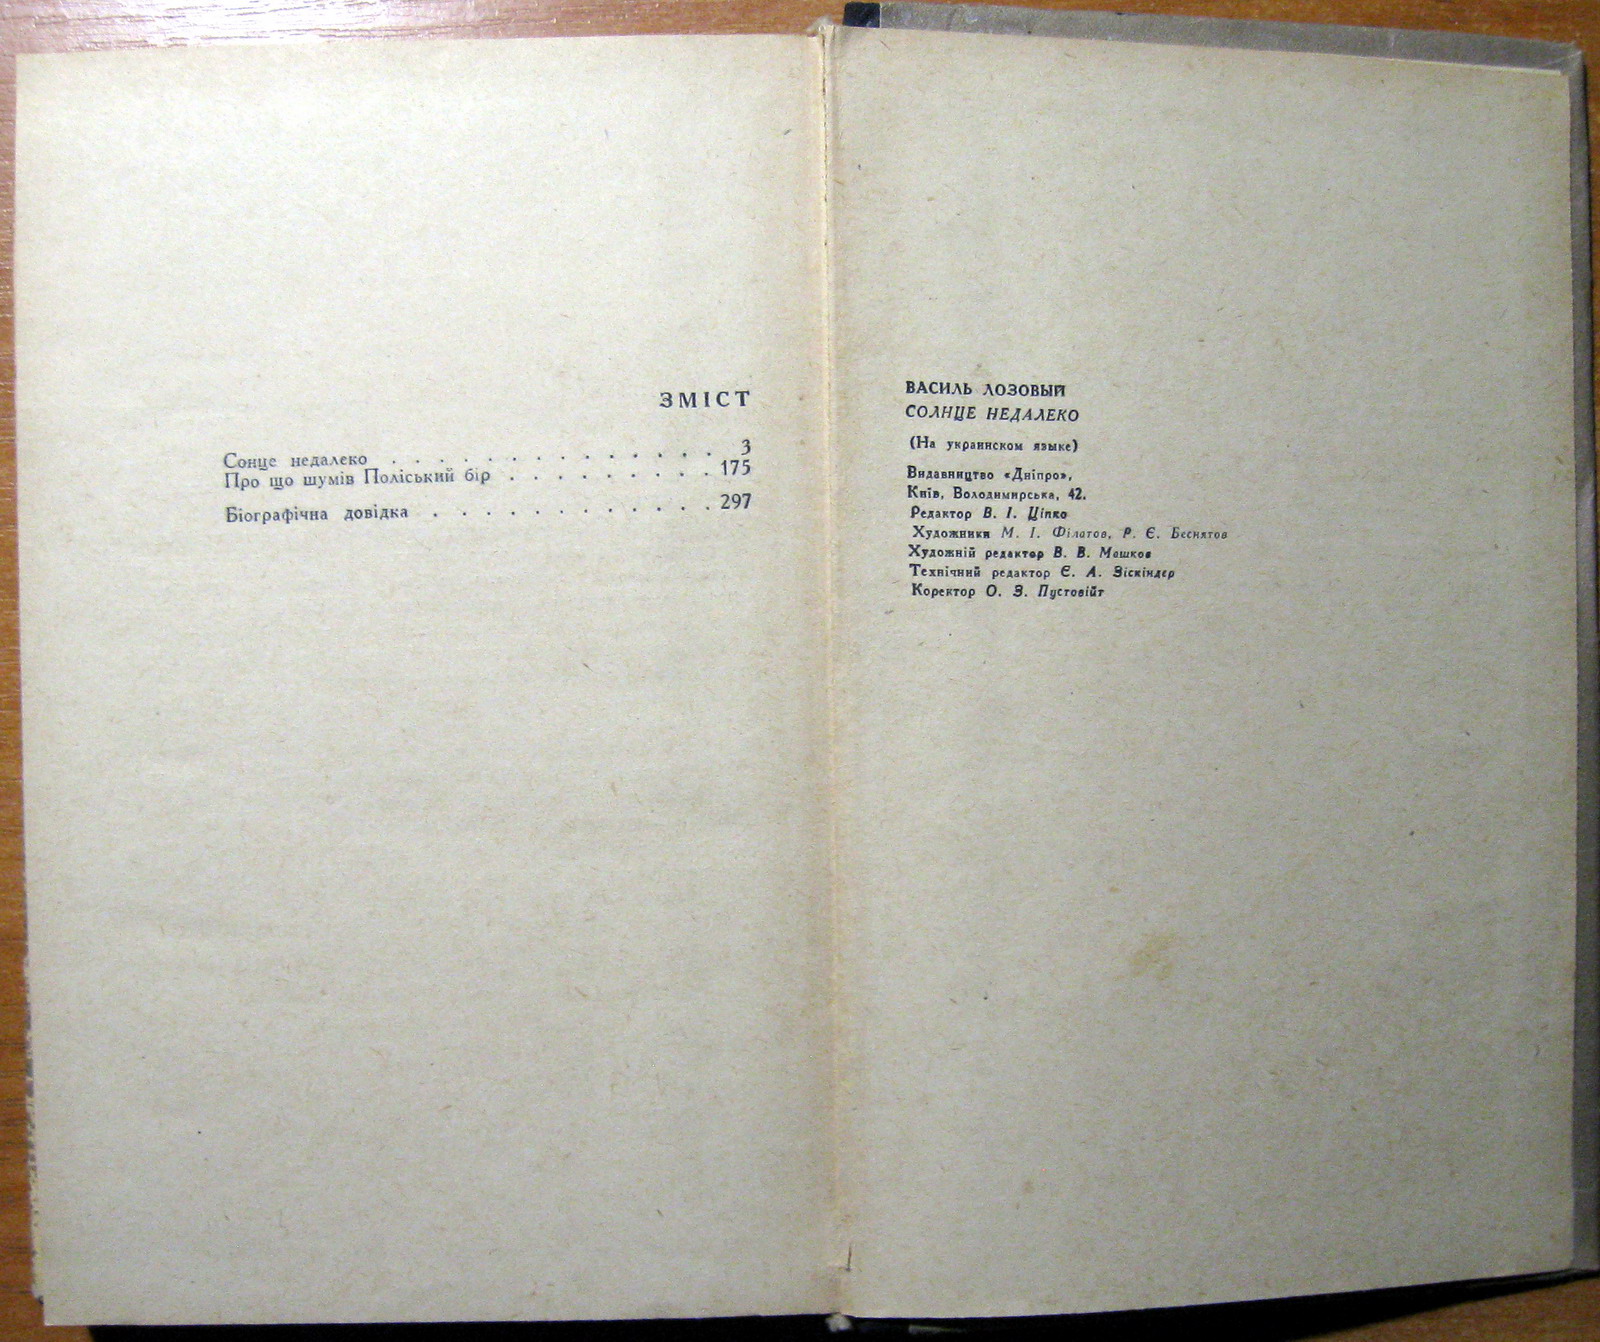 ЗМІСТ
Сонце недалеко . . . . . . . . . . . . . . 3
Про що шумів Поліський бір . . . . . . . . . 175
Біографічна довідка . . . . . . . . . . . . 297
ВАСИЛЬ ЛОЗОВЫЙ
СОЛНЦЕ НЕДАЛЕКО
(На украинском языке)
Видавництво «Дніпро»,
Київ, Володимирська, 42.
Редактор В. І. Ціпко
Художники М. І. Філатов, Р. Є. Беспятов
Художній редактор В. В. Машков
Технічний редактор Є. А. Зіскіндер
Коректор О. З. Пустовійт